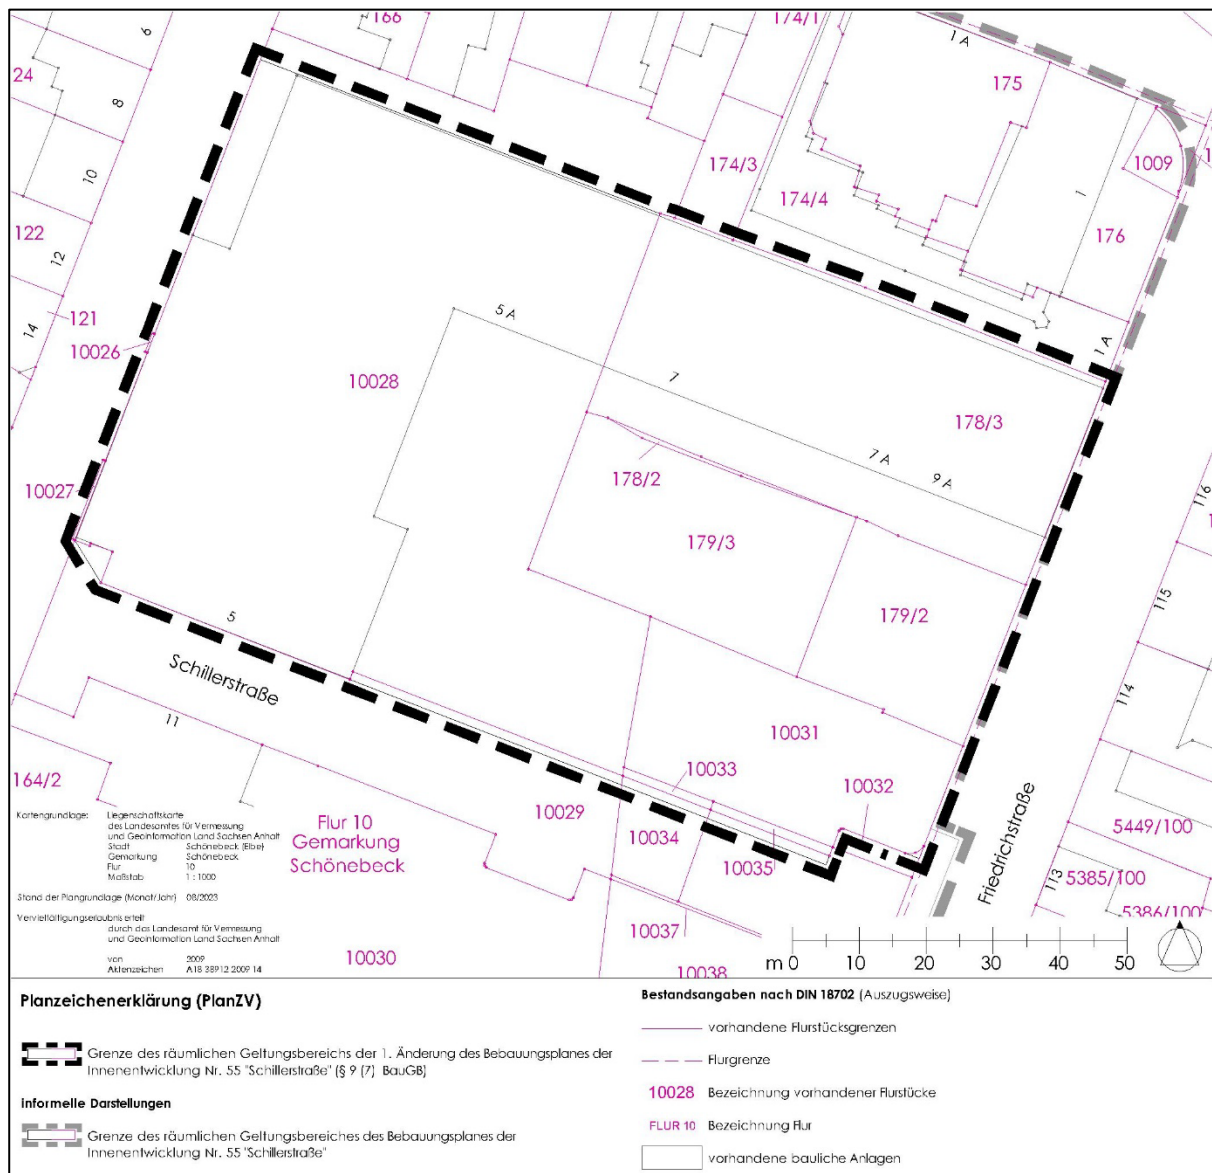 166
174/1
1 A
6
24
175
8
1009
174/3
10
174/4
1
122
176
12
121
14
10026
1 A
5 A
10028
7
178/3
7 A
9 A
10027
178/2
116
179/3
115
179/2
5
Schillerstraße
114
11
10031
10033
10032
164/2
10029
10034
Friedrichstraße
5449/100
10035
113
5385/100
5386/100
10037
10030
10038
Flur 10
Gemarkung
Schönebeck
Kartengrundlage: Liegenschaftskarte
des Landesamtes für Vermessung
und Geoinformation Land Sachsen Anhalt
Stadt Schönebeck (Elbe)
Gemarkung Schönebeck
Flur 10
Maßstab 1 : 1000
Stand der Plangrundlage (Monat/Jahr) 08/2023
Vervielfältigungserlaubnis erteilt
durch das Landesamt für Vermessung
und Geoinformation Land Sachsen Anhalt
von 2009
Aktenzeichen A18 38912 2009 14
m 0 10 20 30 40 50
Planzeichenerklärung (PlanZV)
Grenze des räumlichen Geltungsbereichs der 1. Änderung des Bebauungsplanes der
Innenentwicklung Nr. 55 "Schillerstraße" (§ 9 (7) BauGB)
informelle Darstellungen
Grenze des räumlichen Geltungsbereiches des Bebauungsplanes der
Innenentwicklung Nr. 55 "Schillerstraße"
Bestandsangaben nach DIN 18702 (Auszugsweise)
vorhandene Flurstücksgrenzen
Flurgrenze
10028 Bezeichnung vorhandener Flurstücke
FLUR 10 Bezeichnung Flur
vorhandene bauliche Anlagen